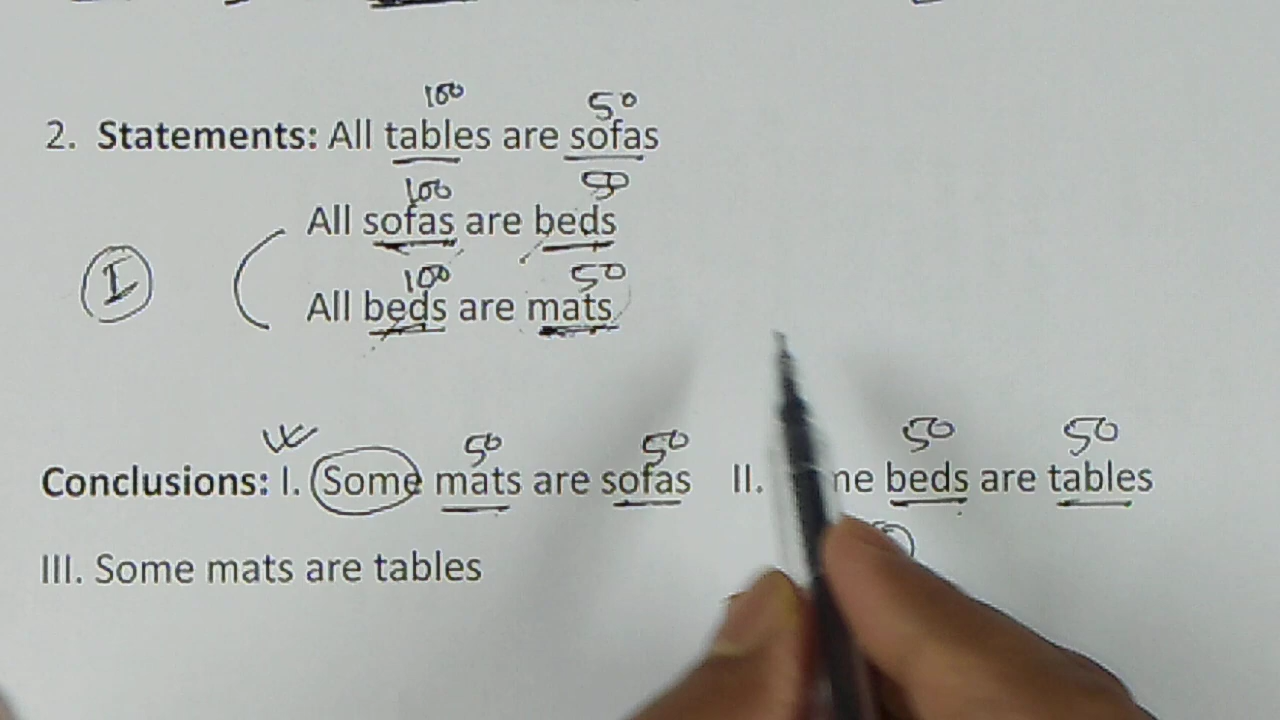 100 50
2. Statements: All tables are sofas
100 50
All sofas are beds
I
100 50
All beds are mats
50 50 50 50
Conclusions: I. Some mats are sofas II. beds are tables
III. Some mats are tables